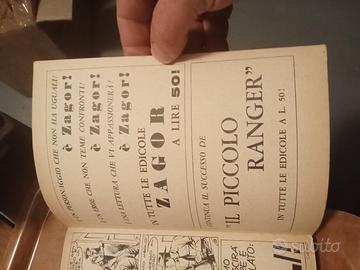 UN PERSONAGGIO CHE NON HA UGUALI!
è Zagor!
UN EROE CHE NON TEME CONFRONTI!
è Zagor!
UNA LETTURA CHE VI APPASSIONERÀ!
è Zagor!
IN TUTTE LE EDICOLE
ZAGOR
A LIRE 50!
CONTINUA IL SUCCESSO DE
"IL PICCOLO
RANGER"
IN TUTTE LE EDICOLE A L. 50!
subito